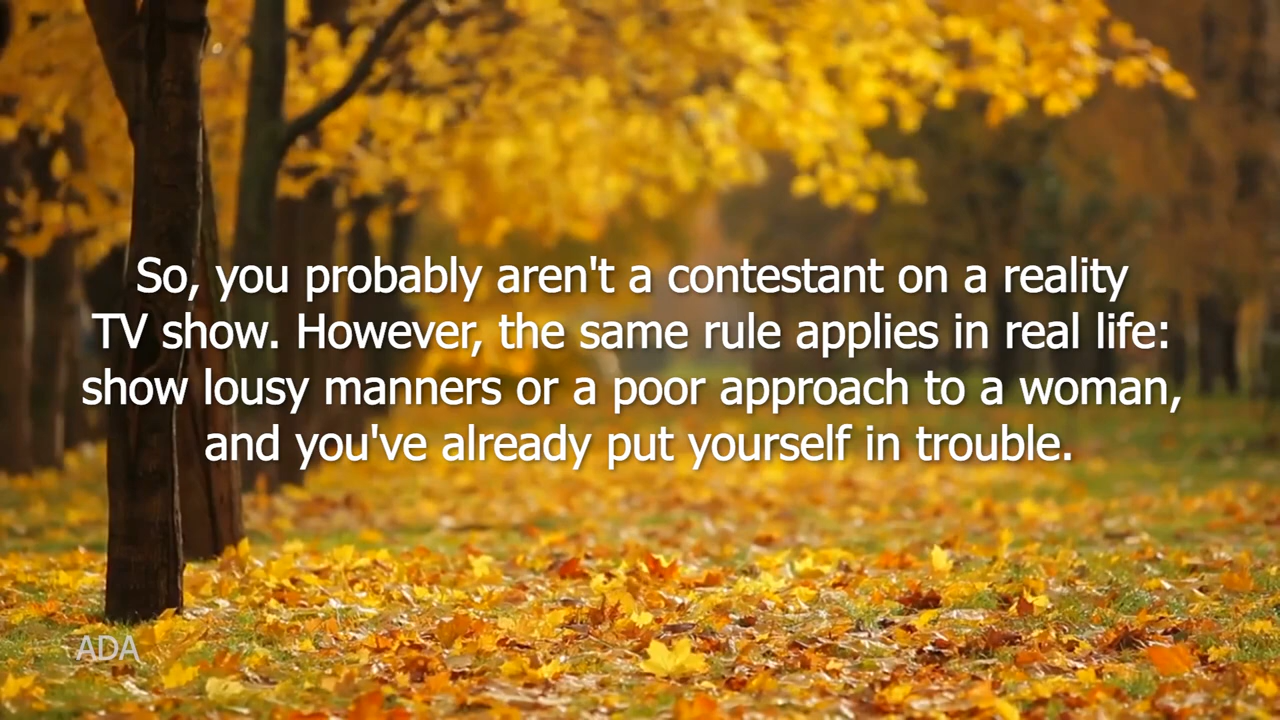 So, you probably aren't a contestant on a reality
TV show. However, the same rule applies in real life:
show lousy manners or a poor approach to a woman,
and you've already put yourself in trouble.
ADA